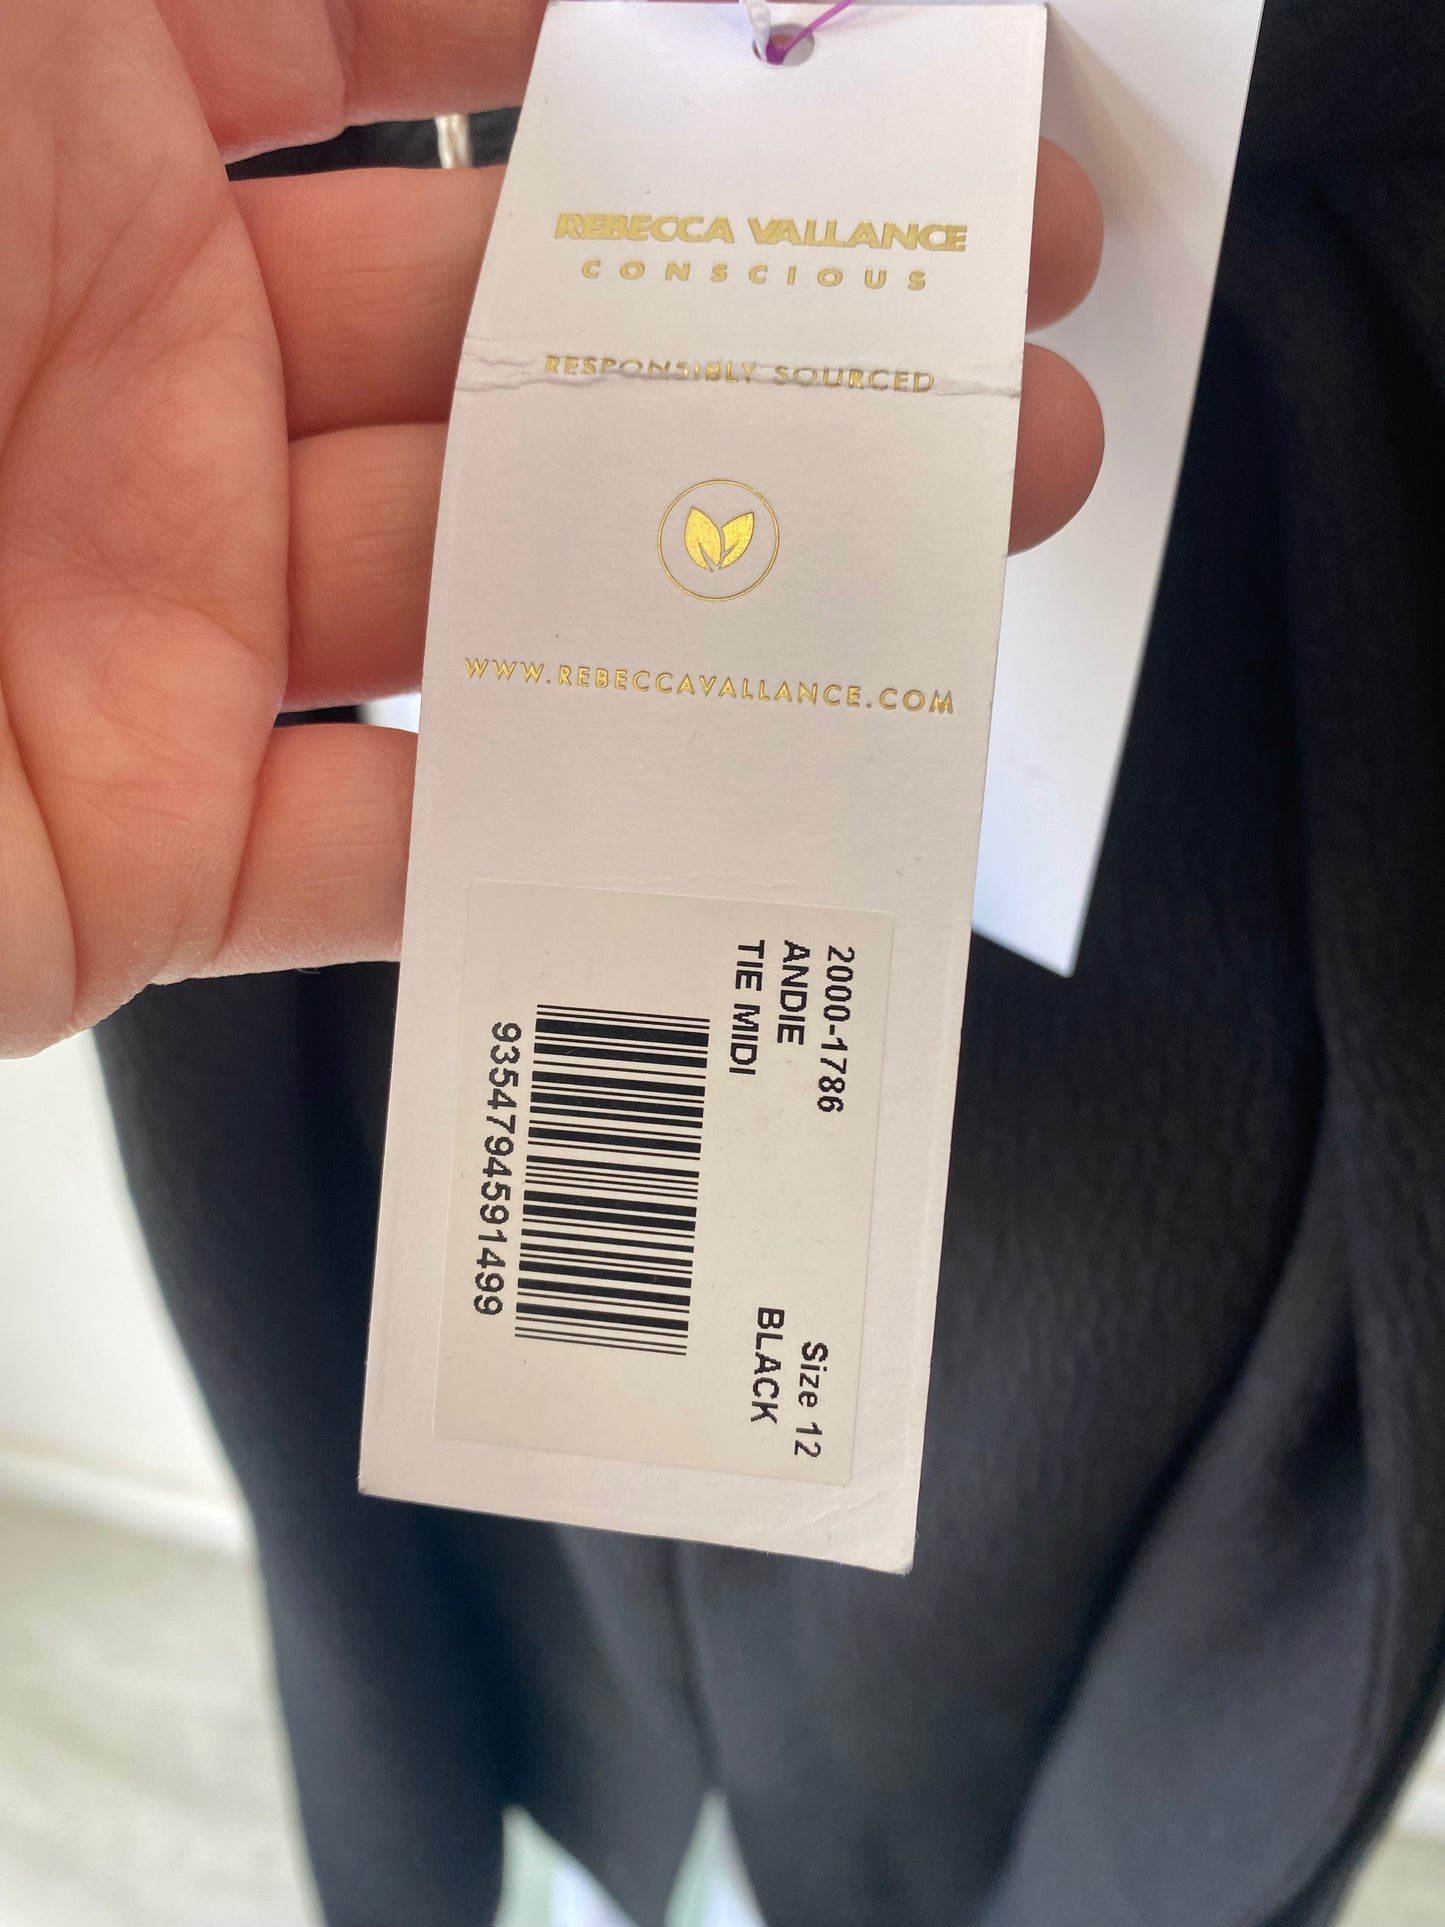 REBECCA VALLANCE
CONSCIOUS
RESPONSIBLY SOURCED
WWW.REBECCAVALLANCE.COM
2000-1786
ANDIE Size 12
TIE MIDI BLACK
9354794591499